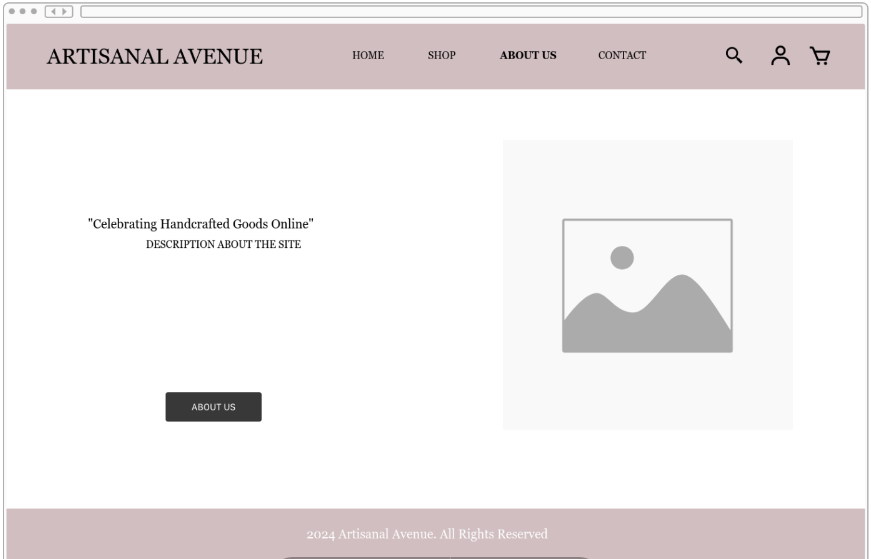 ARTISANAL AVENUE
HOME SHOP ABOUT US CONTACT
"Celebrating Handcrafted Goods Online"
DESCRIPTION ABOUT THE SITE
ABOUT US
2024 Artisanal Avenue. All Rights Reserved